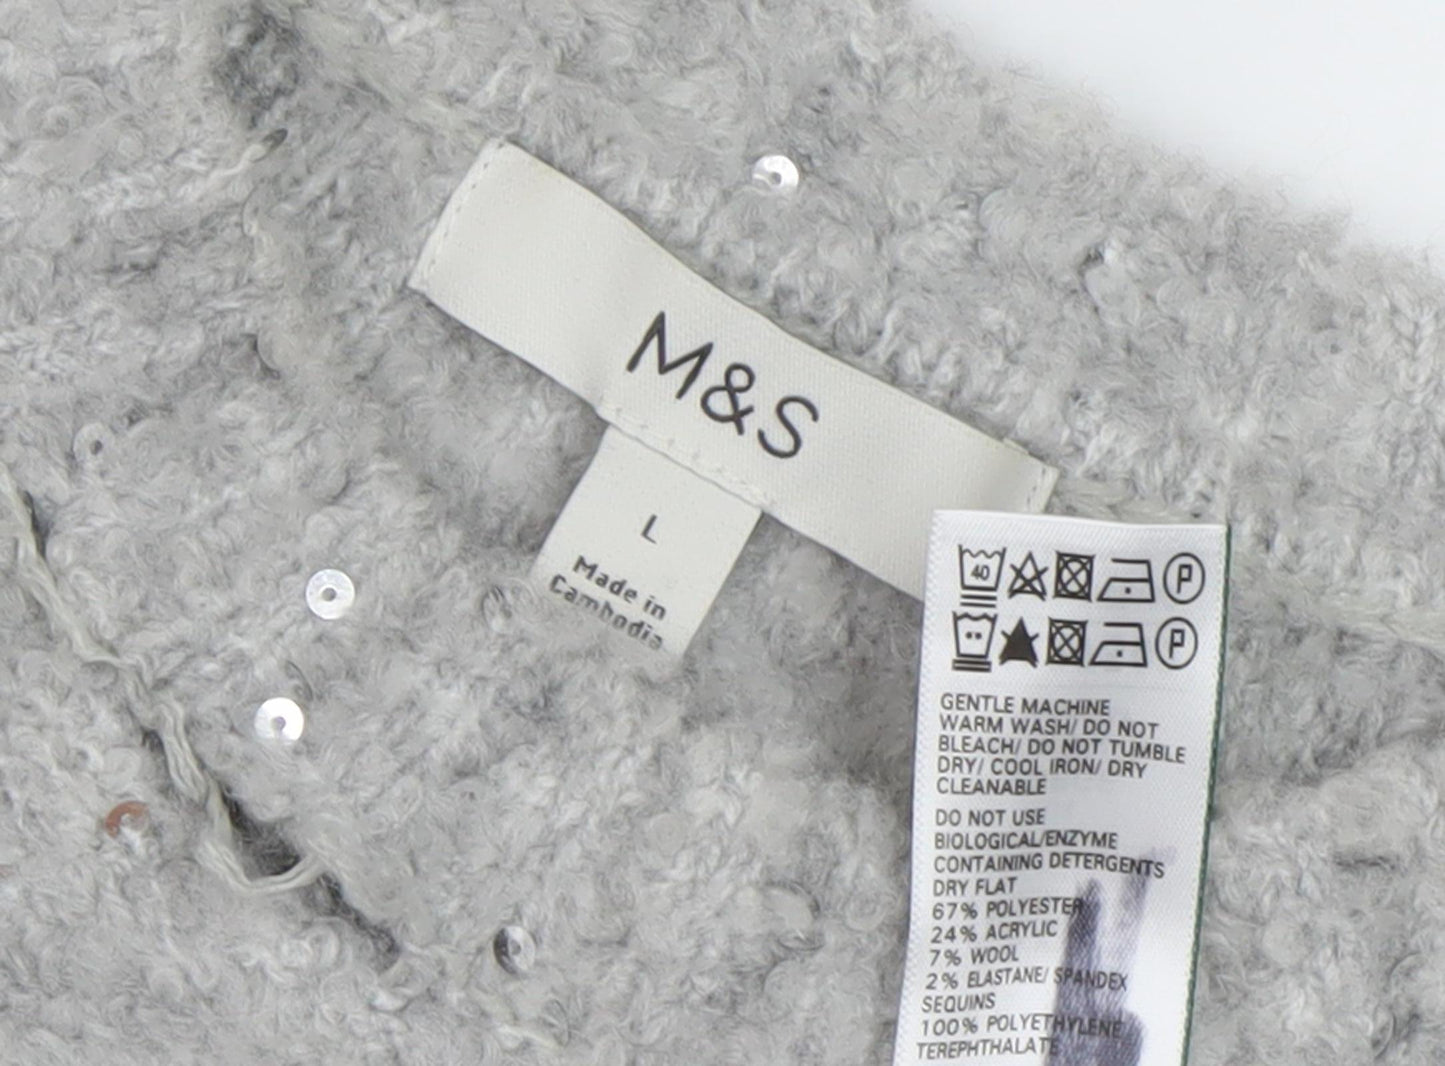 M&S
L
Made in
Cambodia
40
P
P
GENTLE MACHINE
WARM WASH/ DO NOT
BLEACH/ DO NOT TUMBLE
DRY/ COOL IRON/ DRY
CLEANABLE
DO NOT USE
BIOLOGICAL/ENZYME
CONTAINING DETERGENTS
DRY FLAT
67% POLYESTER
24% ACRYLIC
7% WOOL
2% ELASTANE/ SPANDEX
SEQUINS
100% POLYETHYLENE
TEREPHTHALATE